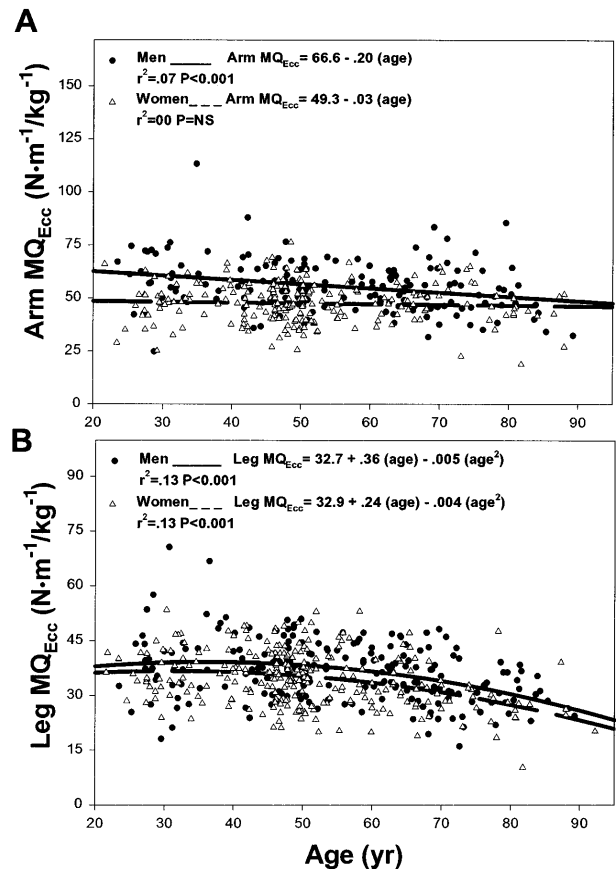 A
Men _____ Arm MQEcc = 66.6 - .20 (age)
r²=.07 P<0.001
Women_ _ _ Arm MQEcc = 49.3 - .03 (age)
r²=00 P=NS
Arm MQEcc (N·m⁻¹/kg⁻¹)
150
125
100
75
50
25
0
20 30 40 50 60 70 80 90
B
Men ______ Leg MQEcc = 32.7 + .36 (age) - .005 (age²)
r²=.13 P<0.001
Women_ _ _ Leg MQEcc = 32.9 + .24 (age) - .004 (age²)
r²=.13 P<0.001
Leg MQEcc (N·m⁻¹/kg⁻¹)
90
75
60
45
30
15
0
20 30 40 50 60 70 80 90
Age (yr)